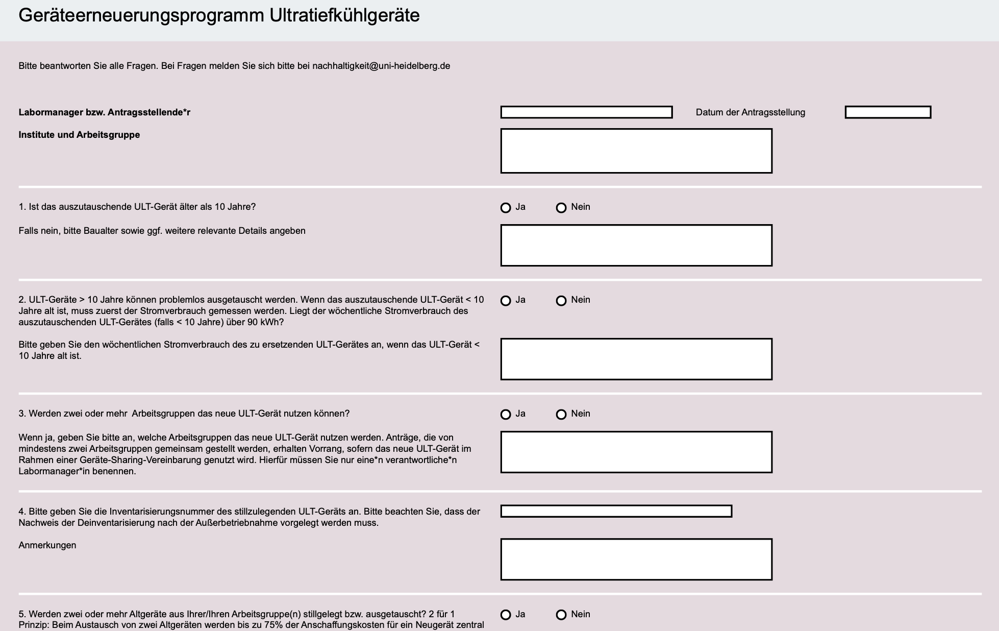 Geräteerneuerungsprogramm Ultratiefkühlgeräte
Bitte beantworten Sie alle Fragen. Bei Fragen melden Sie sich bitte bei nachhaltigkeit@uni-heidelberg.de
Labormanager bzw. Antragsstellende*r
Datum der Antragsstellung
Institute und Arbeitsgruppe
1. Ist das auszutauschende ULT-Gerät älter als 10 Jahre?
Ja
Nein
Falls nein, bitte Baualter sowie ggf. weitere relevante Details angeben
2. ULT-Geräte > 10 Jahre können problemlos ausgetauscht werden. Wenn das auszutauschende ULT-Gerät < 10
Jahre alt ist, muss zuerst der Stromverbrauch gemessen werden. Liegt der wöchentliche Stromverbrauch des
auszutauschenden ULT-Gerätes (falls < 10 Jahre) über 90 kWh?
Ja
Nein
Bitte geben Sie den wöchentlichen Stromverbrauch des zu ersetzenden ULT-Gerätes an, wenn das ULT-Gerät <
10 Jahre alt ist.
3. Werden zwei oder mehr  Arbeitsgruppen das neue ULT-Gerät nutzen können?
Ja
Nein
Wenn ja, geben Sie bitte an, welche Arbeitsgruppen das neue ULT-Gerät nutzen werden. Anträge, die von
mindestens zwei Arbeitsgruppen gemeinsam gestellt werden, erhalten Vorrang, sofern das neue ULT-Gerät im
Rahmen einer Geräte-Sharing-Vereinbarung genutzt wird. Hierfür müssen Sie nur eine*n verantwortliche*n
Labormanager*in benennen.
4. Bitte geben Sie die Inventarisierungsnummer des stillzulegenden ULT-Geräts an. Bitte beachten Sie, dass der
Nachweis der Deinventarisierung nach der Außerbetriebnahme vorgelegt werden muss.
Anmerkungen
5. Werden zwei oder mehr Altgeräte aus Ihrer/Ihren Arbeitsgruppe(n) stillgelegt bzw. ausgetauscht? 2 für 1
Prinzip: Beim Austausch von zwei Altgeräten werden bis zu 75% der Anschaffungskosten für ein Neugerät zentral
Ja
Nein